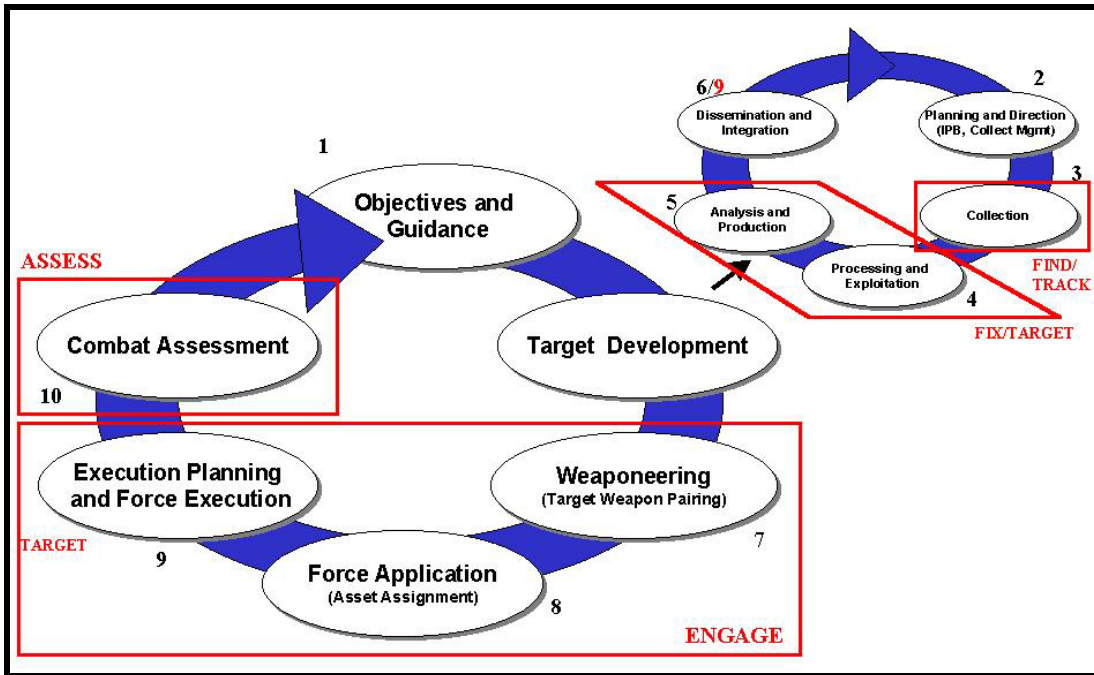 6/9
Dissemination and
Integration
2
Planning and Direction
(IPB, Collect Mgmt)
3
Collection
FIND/
TRACK
5
Analysis and
Production
Processing and
Exploitation
4
FIX/TARGET
1
Objectives and
Guidance
ASSESS
Combat Assessment
10
Target Development
Execution Planning
and Force Execution
TARGET
9
Weaponeering
(Target Weapon Pairing)
7
Force Application
(Asset Assignment)
8
ENGAGE